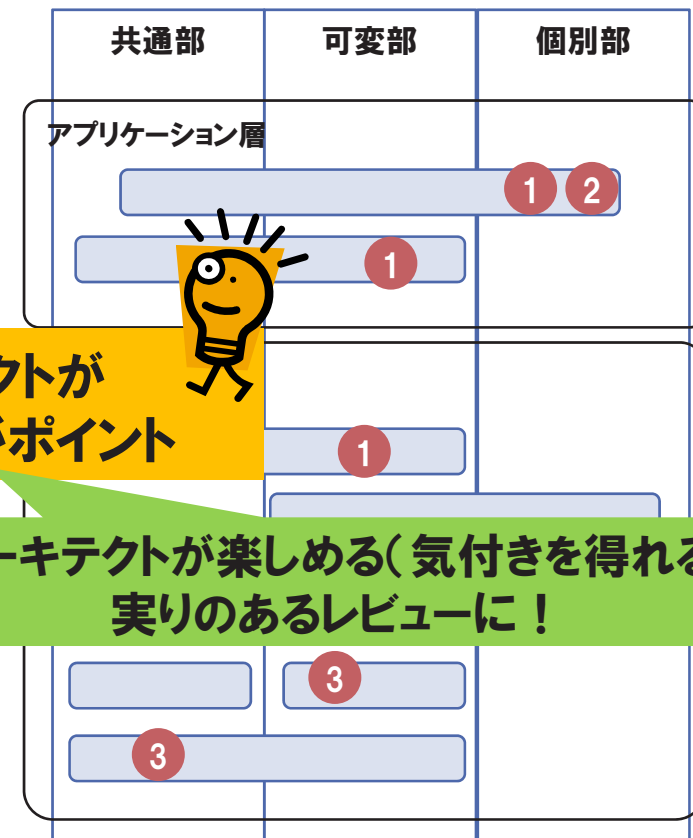 共通部 可変部 個別部
アプリケーション層
1 2
1
クトが
ポイント
1
ーキテクトが楽しめる(気付きを得れる
実りのあるレビューに!
3
3